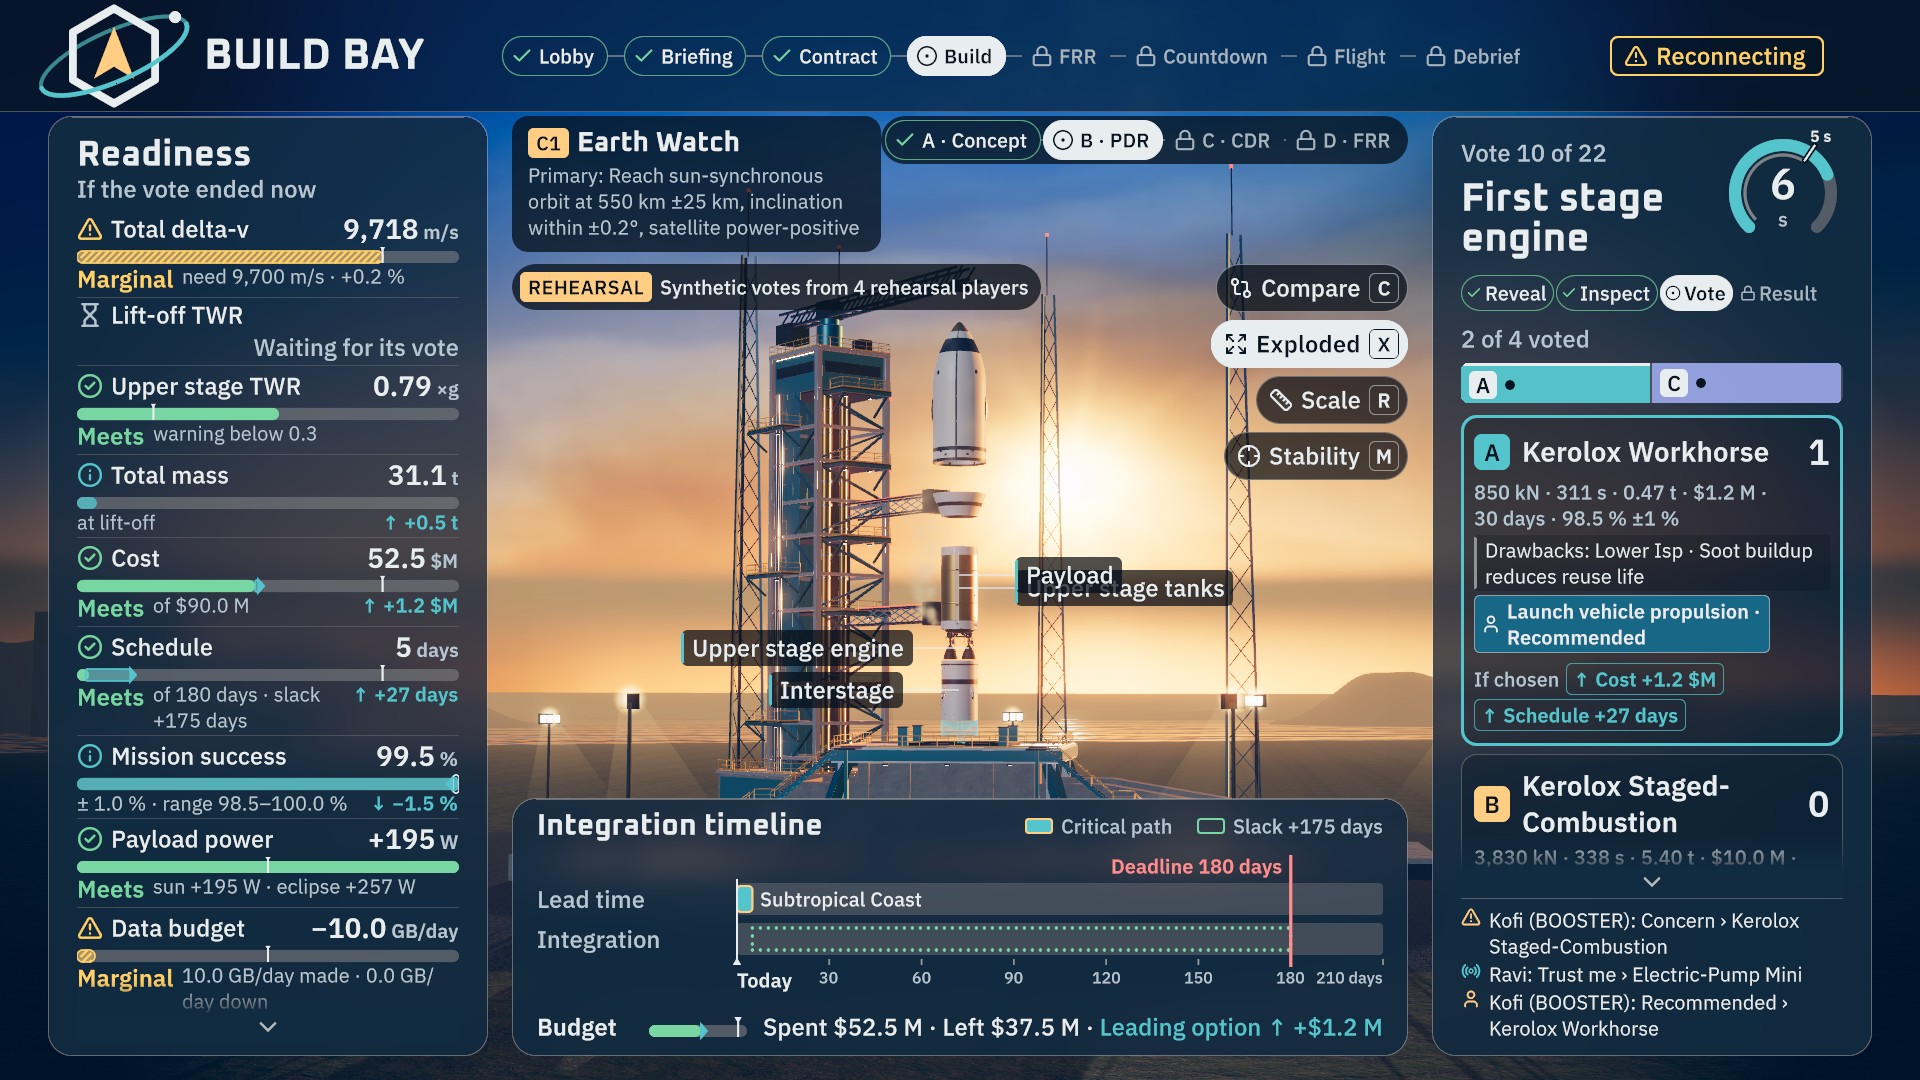 BUILD BAY
Lobby
Briefing
Contract
Build
FRR
Countdown
Flight
Debrief
Reconnecting
Readiness
If the vote ended now
Total delta-v 9,718 m/s
Marginal need 9,700 m/s · +0.2 %
Lift-off TWR
Waiting for its vote
Upper stage TWR 0.79 ×g
Meets warning below 0.3
Total mass 31.1 t
at lift-off ↑ +0.5 t
Cost 52.5 $M
Meets of $90.0 M ↑ +1.2 $M
Schedule 5 days
Meets of 180 days · slack ↑ +27 days
+175 days
Mission success 99.5 %
± 1.0 % · range 98.5–100.0 % ↓ −1.5 %
Payload power +195 W
Meets sun +195 W · eclipse +257 W
Data budget −10.0 GB/day
Marginal 10.0 GB/day made · 0.0 GB/
day down
C1 Earth Watch
Primary: Reach sun-synchronous
orbit at 550 km ±25 km, inclination
within ±0.2°, satellite power-positive
A · Concept
B · PDR
C · CDR
D · FRR
REHEARSAL Synthetic votes from 4 rehearsal players
Compare C
Exploded X
Scale R
Stability M
Payload
Upper stage tanks
Upper stage engine
Interstage
Integration timeline
Critical path
Slack +175 days
Deadline 180 days
Lead time Subtropical Coast
Integration
Today 30 60 90 120 150 180 210 days
Budget Spent $52.5 M · Left $37.5 M · Leading option ↑ +$1.2 M
Vote 10 of 22
First stage
engine
5 s
6
s
Reveal
Inspect
Vote
Result
2 of 4 voted
A
C
A Kerolox Workhorse 1
850 kN · 311 s · 0.47 t · $1.2 M ·
30 days · 98.5 % ±1 %
Drawbacks: Lower Isp · Soot buildup
reduces reuse life
Launch vehicle propulsion ·
Recommended
If chosen ↑ Cost +1.2 $M
↑ Schedule +27 days
B Kerolox Staged-
Combustion 0
3,830 kN · 338 s · 5.40 t · $10.0 M ·
Kofi (BOOSTER): Concern › Kerolox
Staged-Combustion
Ravi: Trust me › Electric-Pump Mini
Kofi (BOOSTER): Recommended ›
Kerolox Workhorse